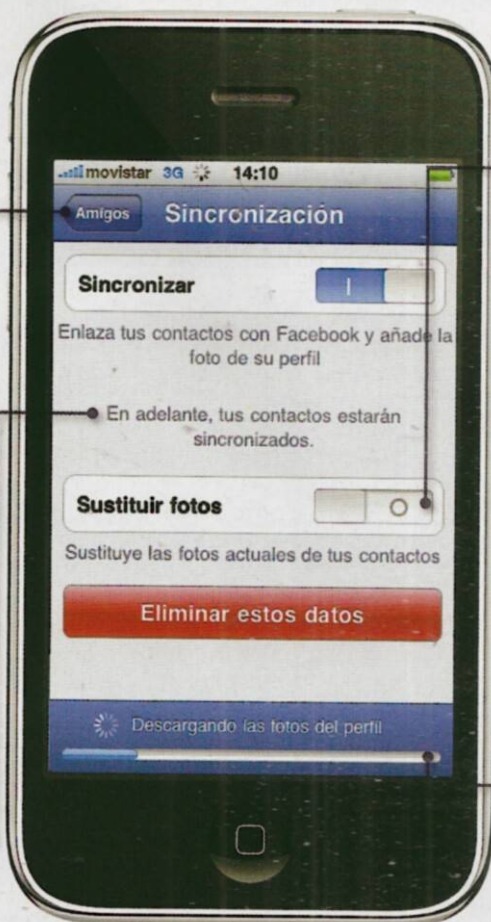 movistar 3G 14:10
Amigos Sincronización
Sincronizar
Enlaza tus contactos con Facebook y añade la
foto de su perfil
En adelante, tus contactos estarán
sincronizados.
Sustituir fotos
Sustituye las fotos actuales de tus contactos
Eliminar estos datos
Descargando las fotos del perfil